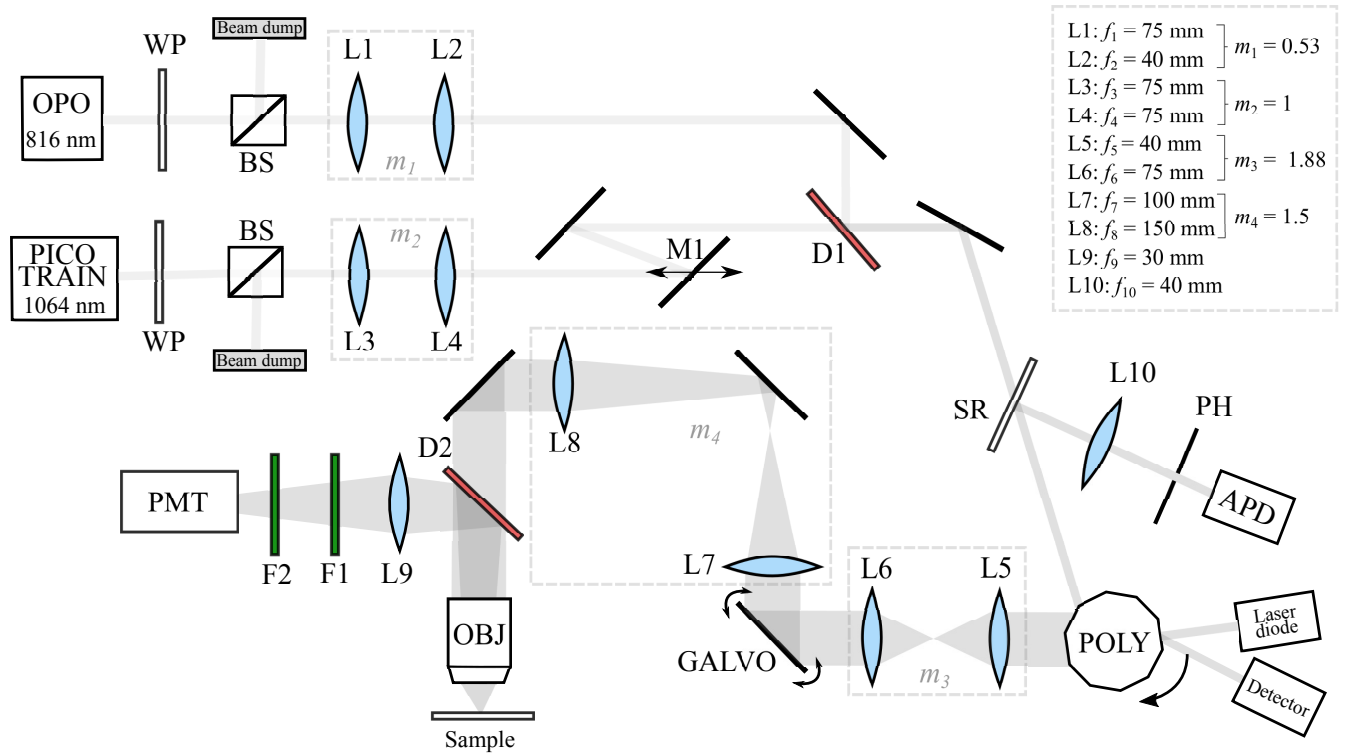 Beam dump
WP
L1
L2
OPO
816 nm
BS
m1
L1: f1 = 75 mm
L2: f2 = 40 mm
m1 = 0.53
L3: f3 = 75 mm
L4: f4 = 75 mm
m2 = 1
L5: f5 = 40 mm
L6: f6 = 75 mm
m3 = 1.88
L7: f7 = 100 mm
L8: f8 = 150 mm
m4 = 1.5
L9: f9 = 30 mm
L10: f10 = 40 mm
BS
m2
M1
D1
PICO
TRAIN
1064 nm
WP
L3
L4
Beam dump
L10
SR
PH
L8
m4
D2
PMT
APD
F2
F1
L9
L7
L6
L5
OBJ
GALVO
m3
POLY
Laser
diode
Detector
Sample